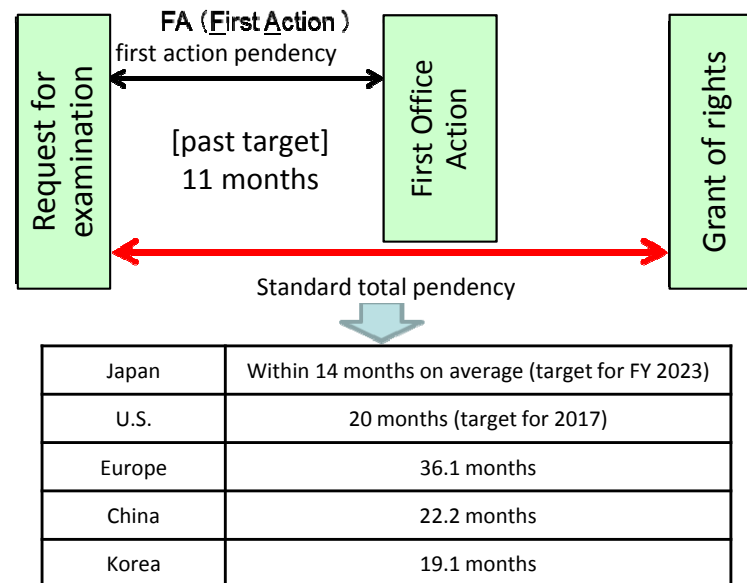 FA (First Action )
first action pendency
Request for
examination
[past target]
11 months
First Office
Action
Grant of rights
Standard total pendency
Japan
Within 14 months on average (target for FY 2023)
U.S.
20 months (target for 2017)
Europe
36.1 months
China
22.2 months
Korea
19.1 months